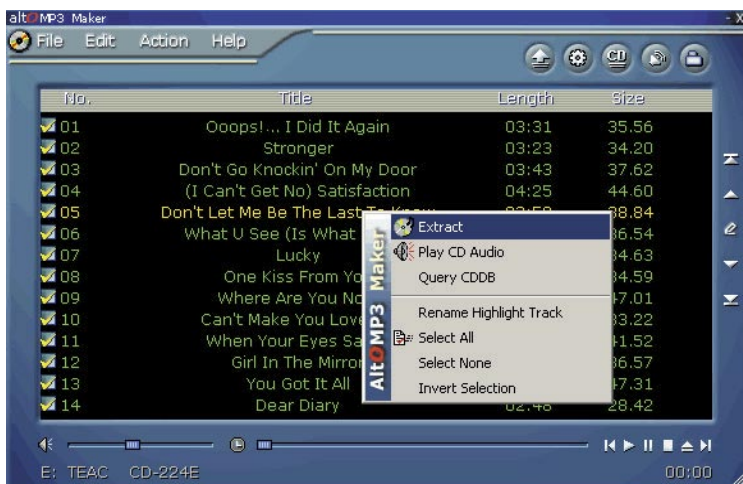 altO MP3 Maker
File Edit Action Help
CD
No. Title Length Size
01 Ooops!... I Did It Again 03:31 35.56
02 Stronger 03:23 34.20
03 Don't Go Knockin' On My Door 03:43 37.62
04 (I Can't Get No) Satisfaction 04:25 44.60
05 Don't Let Me Be The Last To
06 What U See (Is What
07 Lucky
08 One Kiss From
09 Where Are You
10 Can't Make You
11 When Your Eyes
12 Girl In The Mirror
13 You Got It All
14 Dear Diary 02:48 28.42
AltOMP3 Maker
Extract
Play CD Audio
Query CDDB
Rename Highlight Track
Select All
Select None
Invert Selection
E: TEAC CD-224E 00:00